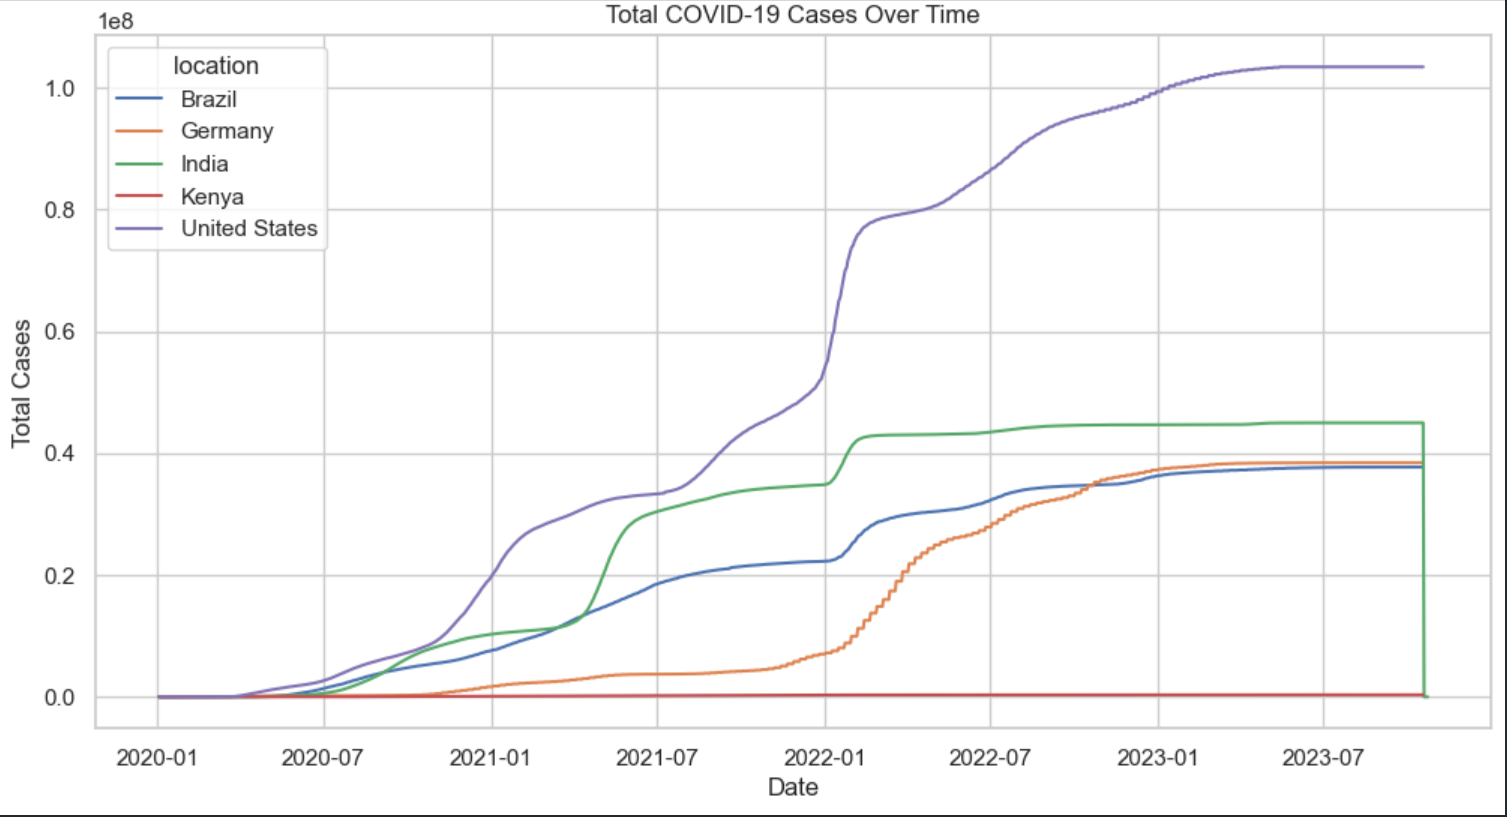 Total COVID-19 Cases Over Time
1e8
location
Brazil
Germany
India
Kenya
United States
1.0
0.8
0.6
0.4
0.2
0.0
Total Cases
2020-01 2020-07 2021-01 2021-07 2022-01 2022-07 2023-01 2023-07
Date